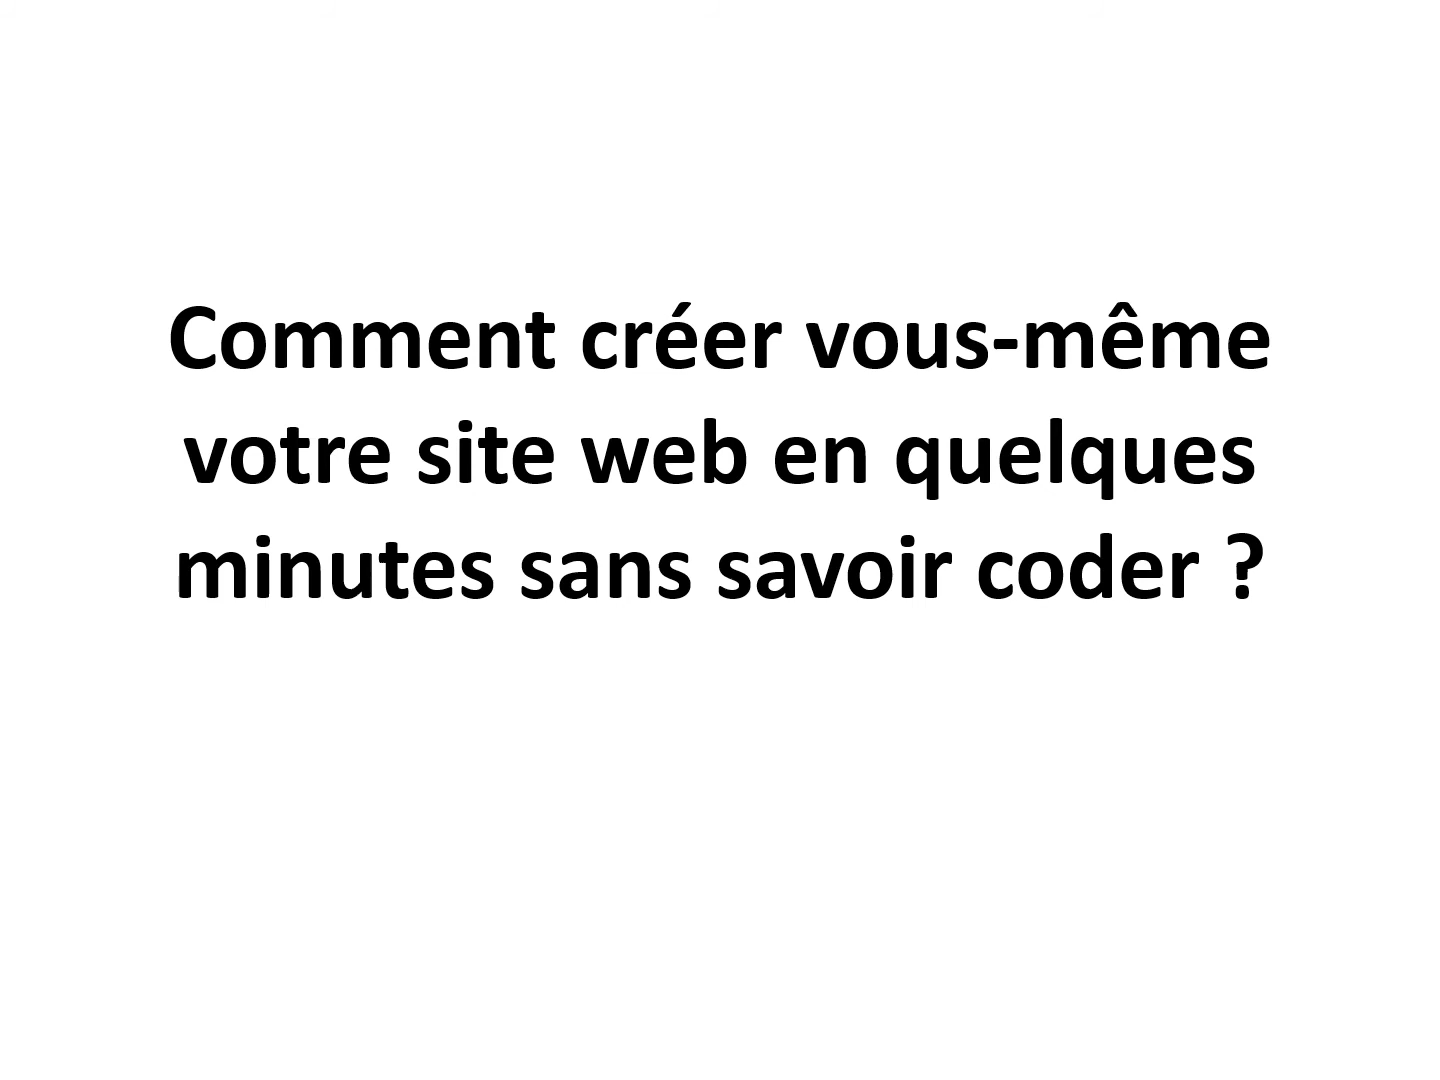 Comment créer vous-même
votre site web en quelques
minutes sans savoir coder ?